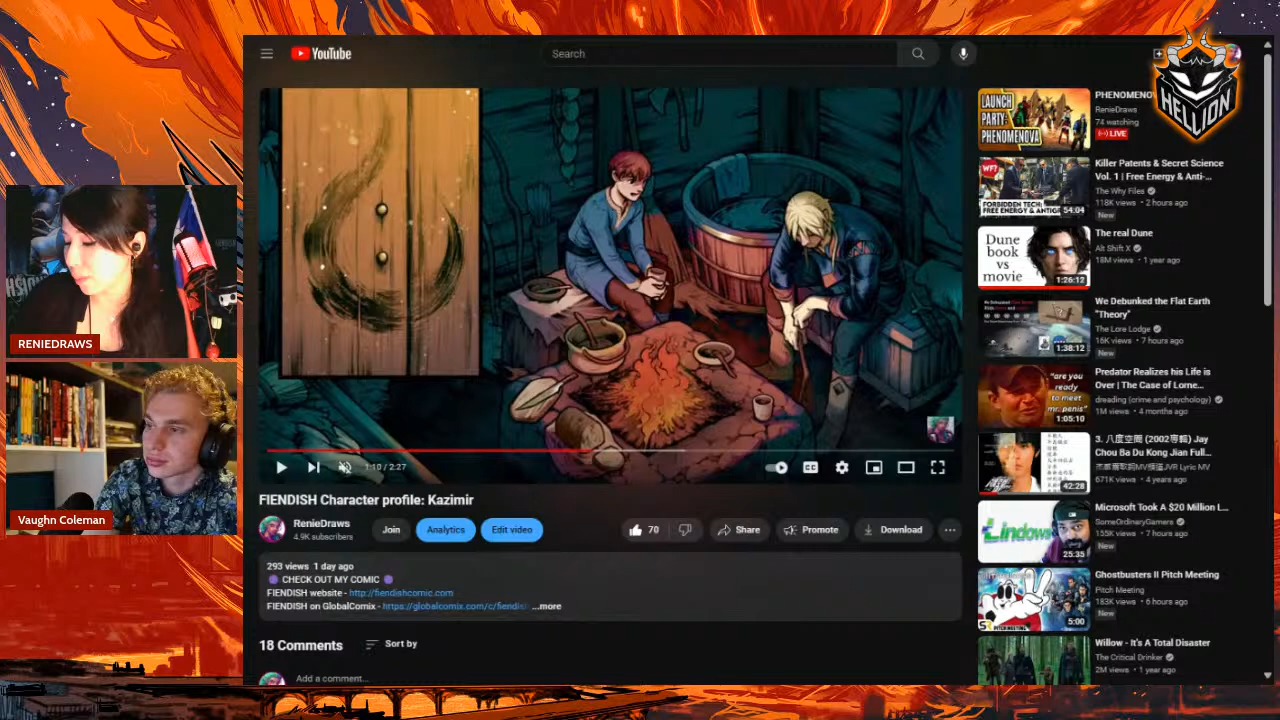 YouTube
Search
HELLION
LAUNCH
PARTY:
PHENOMENOVA
RenieDraws
74 watching
LIVE
WF?
FORBIDDEN TECH:
FREE ENERGY & ANTIGR
54:04
Killer Patents & Secret Science
Vol. 1 | Free Energy & Anti-...
The Why Files
118K views • 2 hours ago
New
Dune
book
vs
movie
1:26:12
The real Dune
Alt Shift X
18M views • 1 year ago
1:38:12
We Debunked the Flat Earth
"Theory"
The Lore Lodge
16K views • 7 hours ago
New
"are you
ready
to meet
mr. penis"
1:05:10
Predator Realizes his Life is
Over | The Case of Lorne...
dreading (crime and psychology)
1M views • 4 months ago
42:28
3. 八度空間 (2002專輯) Jay
Chou Ba Du Kong Jian Full...
671K views • 4 years ago
Lindows
25:35
Microsoft Took A $20 Million L...
SomeOrdinaryGamers
155K views • 7 hours ago
New
5:00
Ghostbusters II Pitch Meeting
Pitch Meeting
183K views • 6 hours ago
New
Willow - It's A Total Disaster
The Critical Drinker
2M views • 1 year ago
RENIEDRAWS
Vaughn Coleman
1:10 / 2:27
CC
FIENDISH Character profile: Kazimir
RenieDraws
4.9K subscribers
Join
Analytics
Edit video
70
Share
Promote
Download
293 views 1 day ago
CHECK OUT MY COMIC
FIENDISH website - http://fiendishcomic.com
FIENDISH on GlobalComix - https://globalcomix.com/c/fiendis
...more
18 Comments
Sort by
Add a comment...